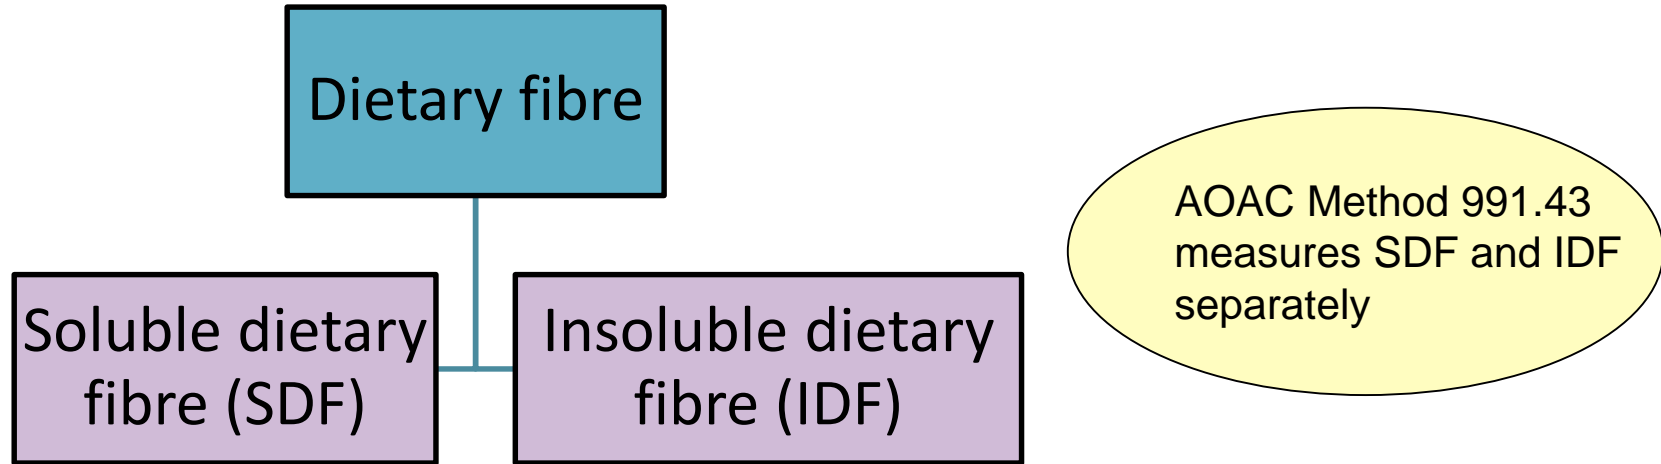 Dietary fibre
Soluble dietary
fibre (SDF)
Insoluble dietary
fibre (IDF)
AOAC Method 991.43
measures SDF and IDF
separately